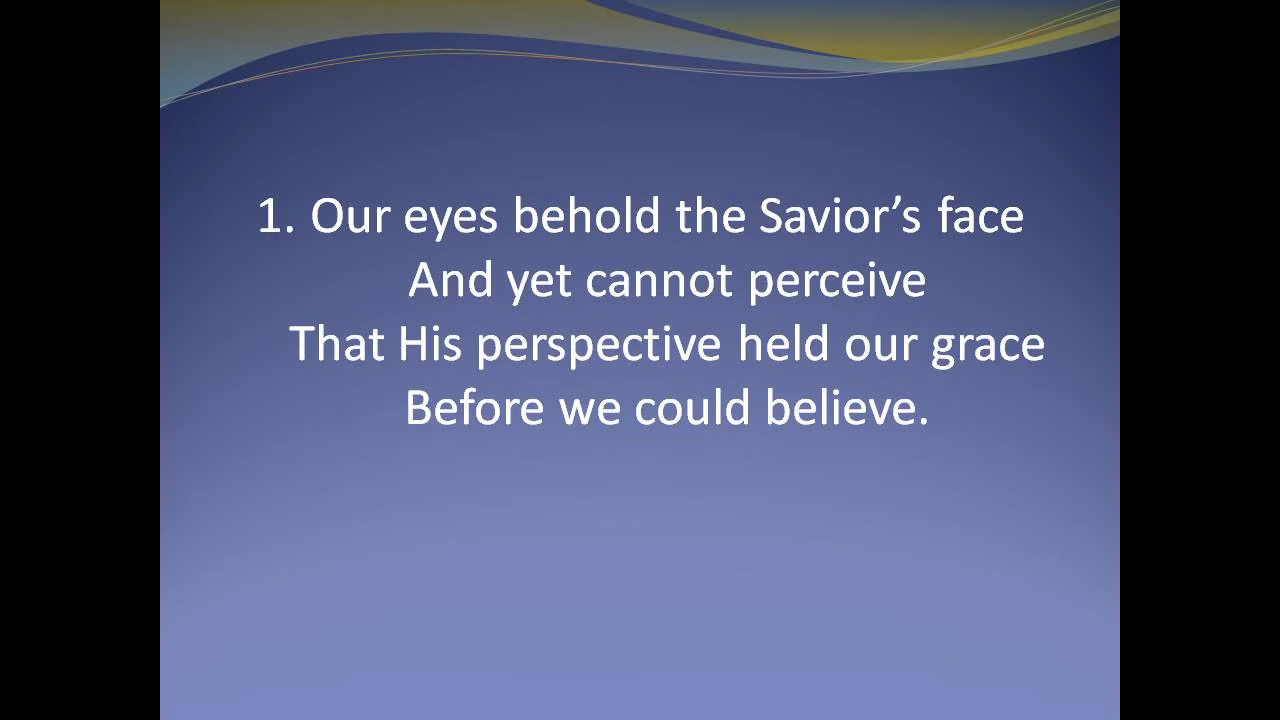 1. Our eyes behold the Savior’s face
And yet cannot perceive
That His perspective held our grace
Before we could believe.